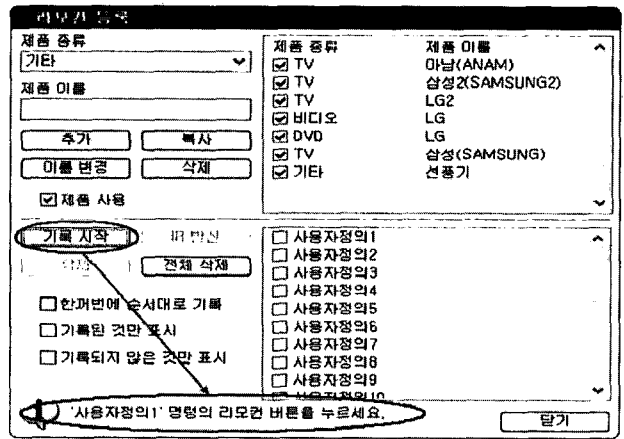 리모컨 등록
제품 종류
기타
제품 이름
추가
복사
이름 변경
삭제
제품 사용
제품 종류 제품 이름
TV 아남(ANAM)
TV 삼성2(SAMSUNG2)
TV LG2
비디오 LG
DVD LG
TV 삼성(SAMSUNG)
기타 선풍기
기록 시작
IR 발신
삭제
전체 삭제
한꺼번에 순서대로 기록
기록된 것만 표시
기록되지 않은 것만 표시
사용자정의1
사용자정의2
사용자정의3
사용자정의4
사용자정의5
사용자정의6
사용자정의7
사용자정의8
사용자정의9
사용자정의10
'사용자정의1' 명령의 리모컨 버튼을 누르세요.
닫기